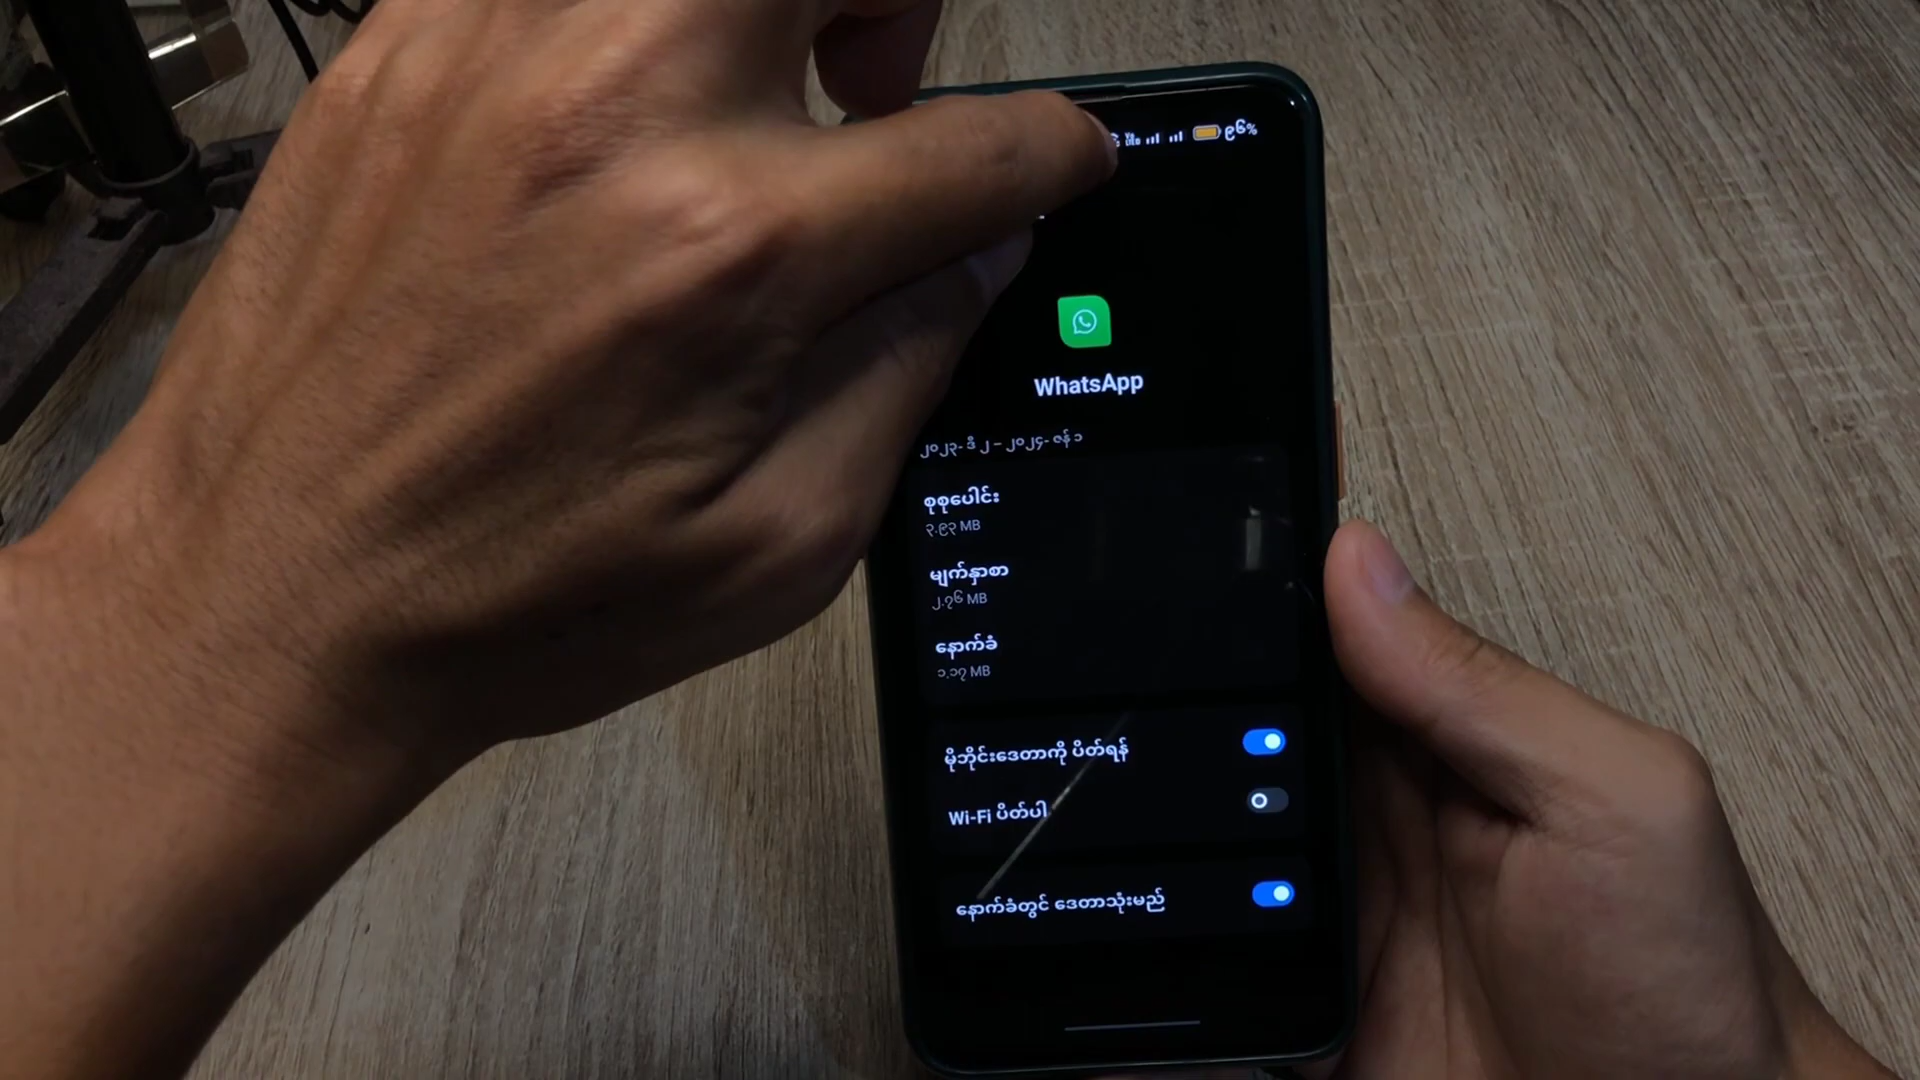 ၉၆%
WhatsApp
၂၀၂၃- ဒီ ၂ – ၂၀၂၄- ဇန် ၁
စုစုပေါင်း
၃.၉၃ MB
မျက်နှာစာ
၂.၇၆ MB
နောက်ခံ
၁.၁၇ MB
မိုဘိုင်းဒေတာကို ပိတ်ရန်
Wi-Fi ပိတ်ပါ
နောက်ခံတွင် ဒေတာသုံးမည်